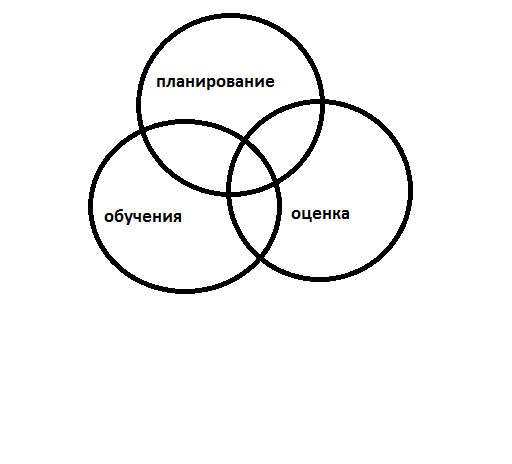 планирование
обучения
оценка